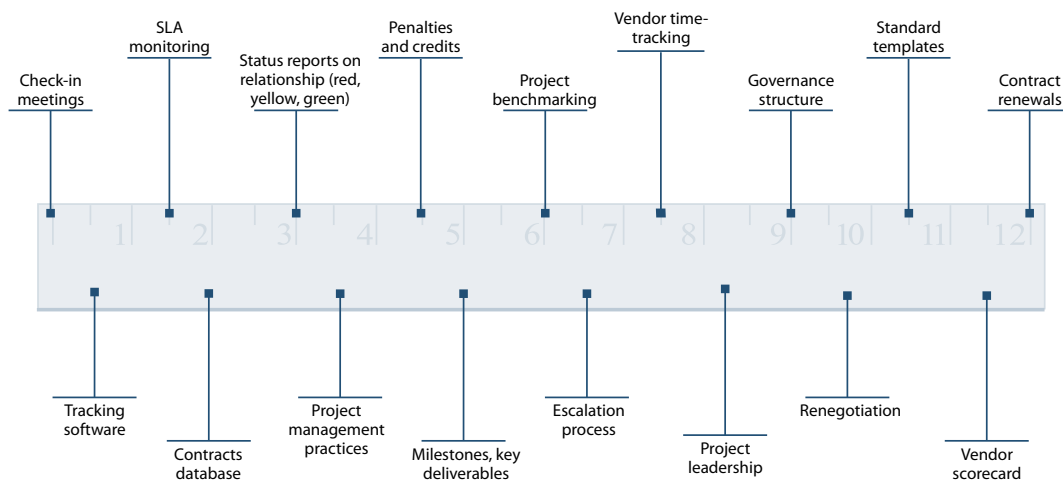 Check-in
meetings
SLA
monitoring
Status reports on
relationship (red,
yellow, green)
Penalties
and credits
Project
benchmarking
Vendor time-
tracking
Governance
structure
Standard
templates
Contract
renewals
1 2 3 4 5 6 7 8 9 10 11 12
Tracking
software
Contracts
database
Project
management
practices
Milestones, key
deliverables
Escalation
process
Project
leadership
Renegotiation
Vendor
scorecard